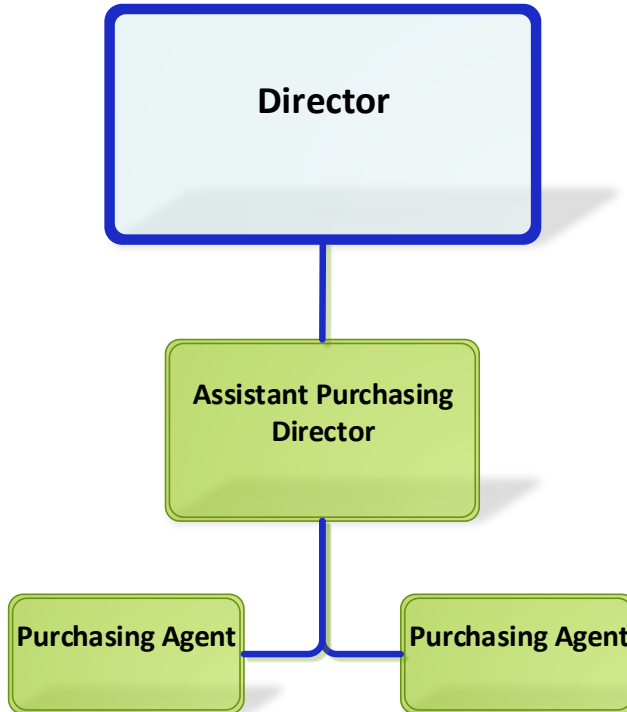 Director
Assistant Purchasing
Director
Purchasing Agent
Purchasing Agent